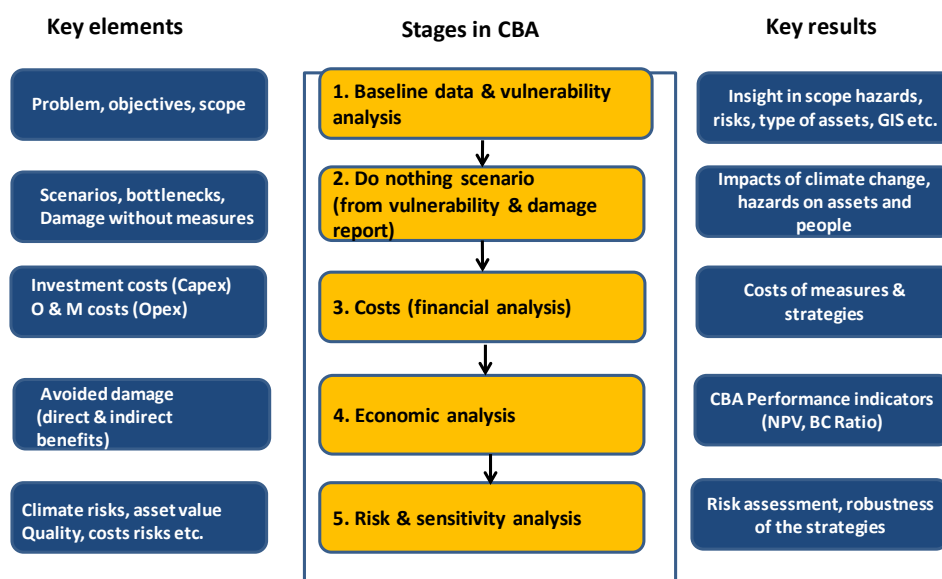 Key elements
Stages in CBA
Key results
Problem, objectives, scope
1. Baseline data & vulnerability
analysis
Insight in scope hazards,
risks, type of assets, GIS etc.
Scenarios, bottlenecks,
Damage without measures
2. Do nothing scenario
(from vulnerability & damage
report)
Impacts of climate change,
hazards on assets and
people
Investment costs (Capex)
O & M costs (Opex)
3. Costs (financial analysis)
Costs of measures &
strategies
Avoided damage
(direct & indirect
benefits)
4. Economic analysis
CBA Performance indicators
(NPV, BC Ratio)
Climate risks, asset value
Quality, costs risks etc.
5. Risk & sensitivity analysis
Risk assessment, robustness
of the strategies